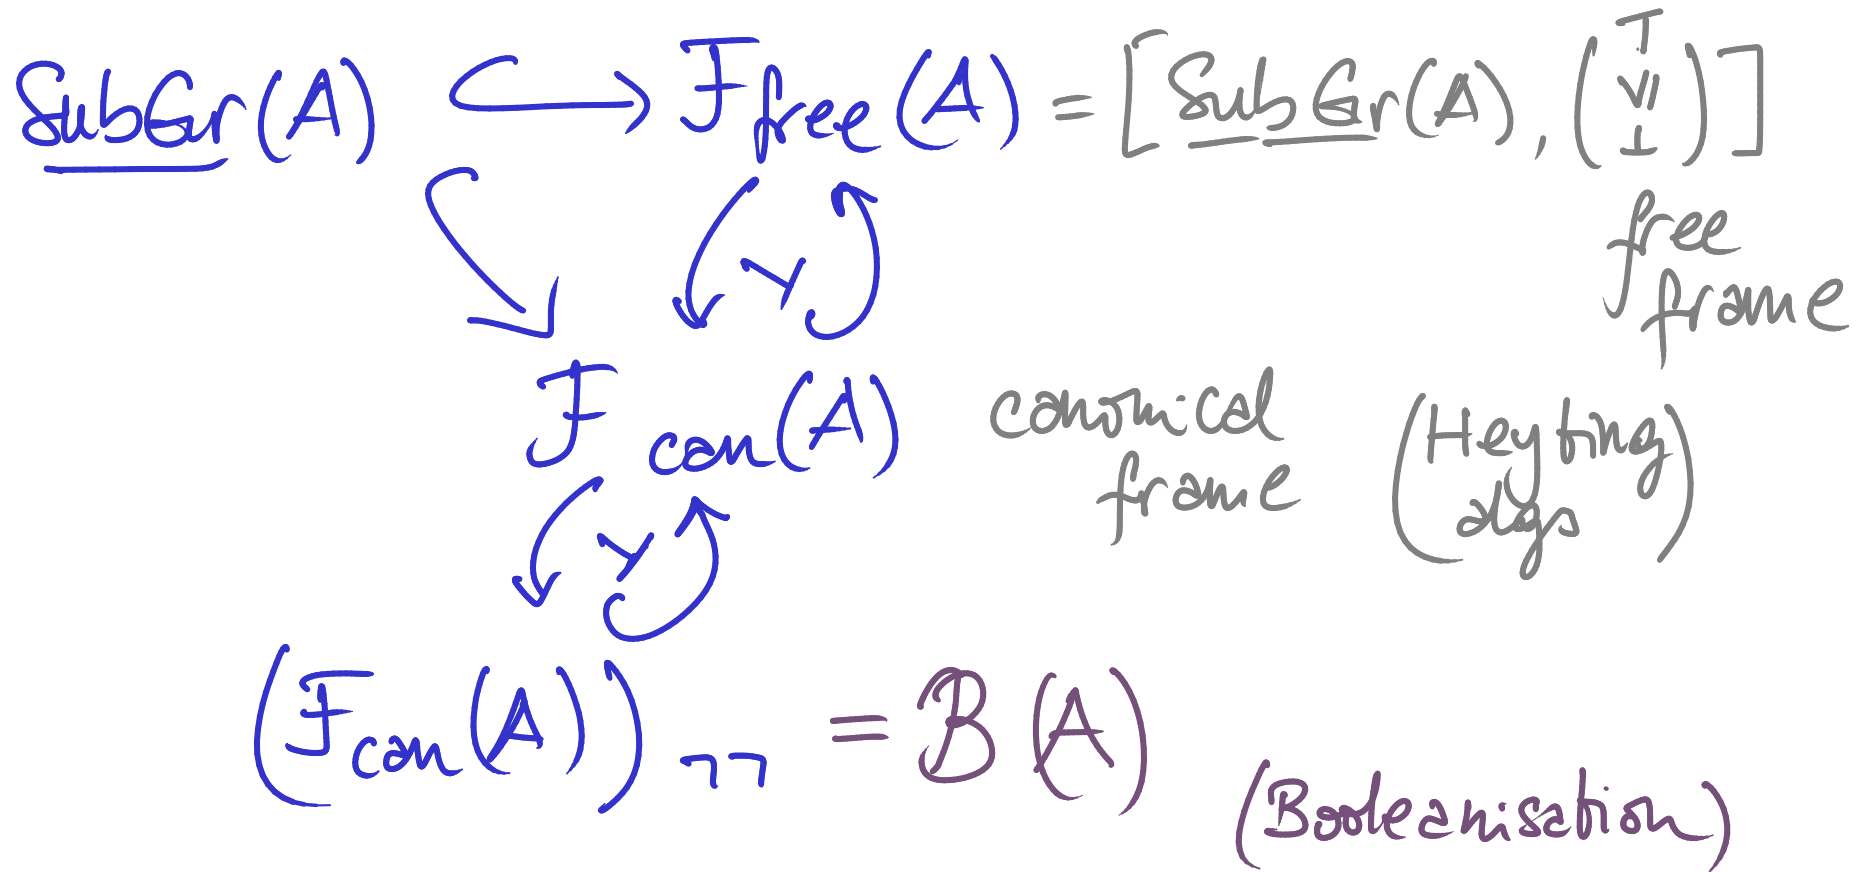 SubGr(A) ↪ F_free(A) = [SubGr(A), (⊤ ≥ ⊥)]
free
frame
F_can(A) canonical
frame
(Heyting
algs)
(F_can(A))_¬¬ = B(A)
(Booleanisation)